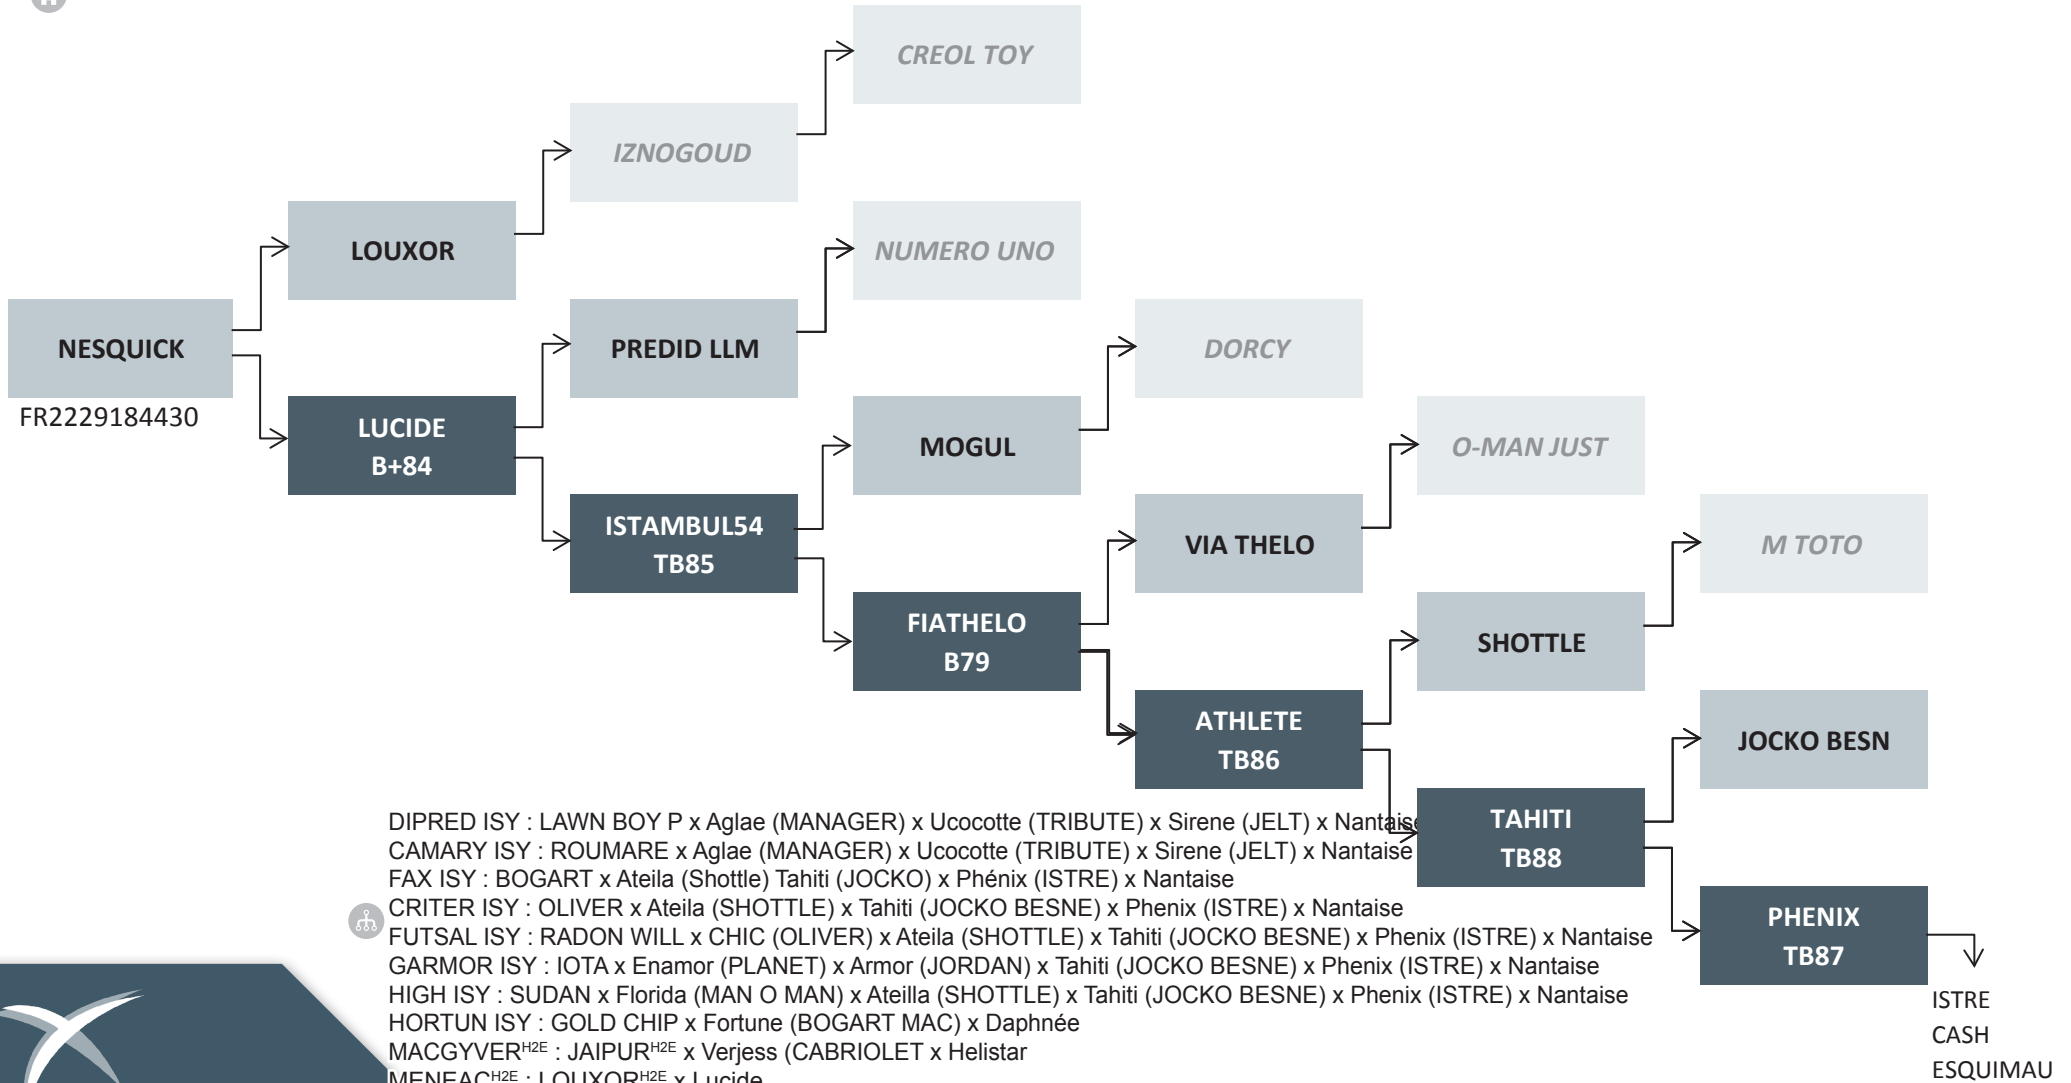 CREOL TOY
IZNOGOUD
LOUXOR
NUMERO UNO
NESQUICK
FR2229184430
PREDID LLM
DORCY
LUCIDE
B+84
MOGUL
O-MAN JUST
ISTAMBUL54
TB85
VIA THELO
M TOTO
FIATHELO
B79
SHOTTLE
ATHLETE
TB86
JOCKO BESN
TAHITI
TB88
PHENIX
TB87
ISTRE
CASH
ESQUIMAU
DIPRED ISY : LAWN BOY P x Aglae (MANAGER) x Ucocotte (TRIBUTE) x Sirene (JELT) x Nantaise
CAMARY ISY : ROUMARE x Aglae (MANAGER) x Ucocotte (TRIBUTE) x Sirene (JELT) x Nantaise
FAX ISY : BOGART x Ateila (Shottle) Tahiti (JOCKO) x Phénix (ISTRE) x Nantaise
CRITER ISY : OLIVER x Ateila (SHOTTLE) x Tahiti (JOCKO BESNE) x Phenix (ISTRE) x Nantaise
FUTSAL ISY : RADON WILL x CHIC (OLIVER) x Ateila (SHOTTLE) x Tahiti (JOCKO BESNE) x Phenix (ISTRE) x Nantaise
GARMOR ISY : IOTA x Enamor (PLANET) x Armor (JORDAN) x Tahiti (JOCKO BESNE) x Phenix (ISTRE) x Nantaise
HIGH ISY : SUDAN x Florida (MAN O MAN) x Ateilla (SHOTTLE) x Tahiti (JOCKO BESNE) x Phenix (ISTRE) x Nantaise
HORTUN ISY : GOLD CHIP x Fortune (BOGART MAC) x Daphnée
MACGYVERH2E : JAIPURH2E x Verjess (CABRIOLET x Helistar
MENEACH2E : LOUXORH2E x Lucide